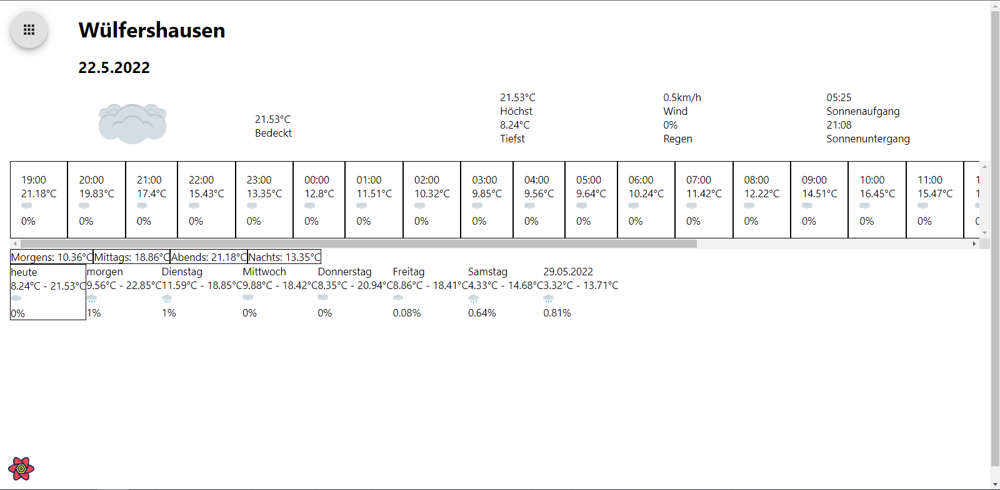 Wülfershausen
22.5.2022
21.53°C
Bedeckt
21.53°C
Höchst
8.24°C
Tiefst
0.5km/h
Wind
0%
Regen
05:25
Sonnenaufgang
21:08
Sonnenuntergang
19:00 20:00 21:00 22:00 23:00 00:00 01:00 02:00 03:00 04:00 05:00 06:00 07:00 08:00 09:00 10:00 11:00
21.18°C 19.83°C 17.4°C 15.43°C 13.35°C 12.8°C 11.51°C 10.32°C 9.85°C 9.56°C 9.64°C 10.24°C 11.42°C 12.22°C 14.51°C 16.45°C 15.47°C
0% 0% 0% 0% 0% 0% 0% 0% 0% 0% 0% 0% 0% 0% 0% 0% 0%
Morgens: 10.36°C Mittags: 18.86°C Abends: 21.18°C Nachts: 13.35°C
heute morgen Dienstag Mittwoch Donnerstag Freitag Samstag 29.05.2022
8.24°C - 21.53°C 9.56°C - 22.85°C 11.59°C - 18.85°C 9.88°C - 18.42°C 8.35°C - 20.94°C 8.86°C - 18.41°C 4.33°C - 14.68°C 3.32°C - 13.71°C
0% 1% 1% 0% 0% 0.08% 0.64% 0.81%